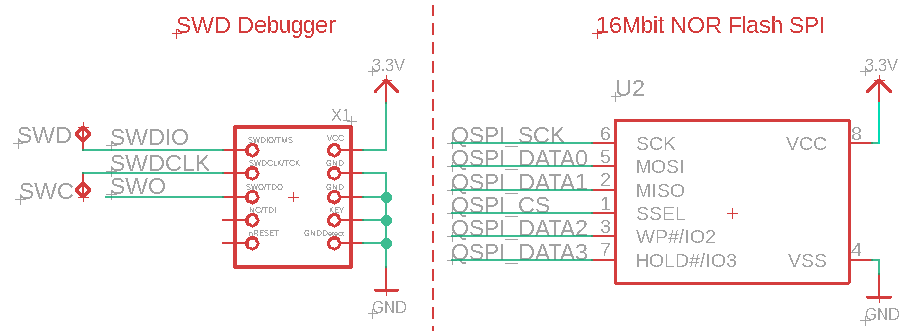 SWD Debugger
16Mbit NOR Flash SPI
3.3V
X1
SWD
SWDIO
SWDCLK
SWC
SWO
SWDIO/TMS
VCC
SWDCLK/TCK
GND
SWO/TDO
GND
NC/TDI
KEY
nRESET
GNDDetect
GND
3.3V
U2
QSPI_SCK 6 SCK VCC 8
QSPI_DATA0 5 MOSI
QSPI_DATA1 2 MISO
QSPI_CS 1 SSEL
QSPI_DATA2 3 WP#/IO2
QSPI_DATA3 7 HOLD#/IO3 VSS 4
GND